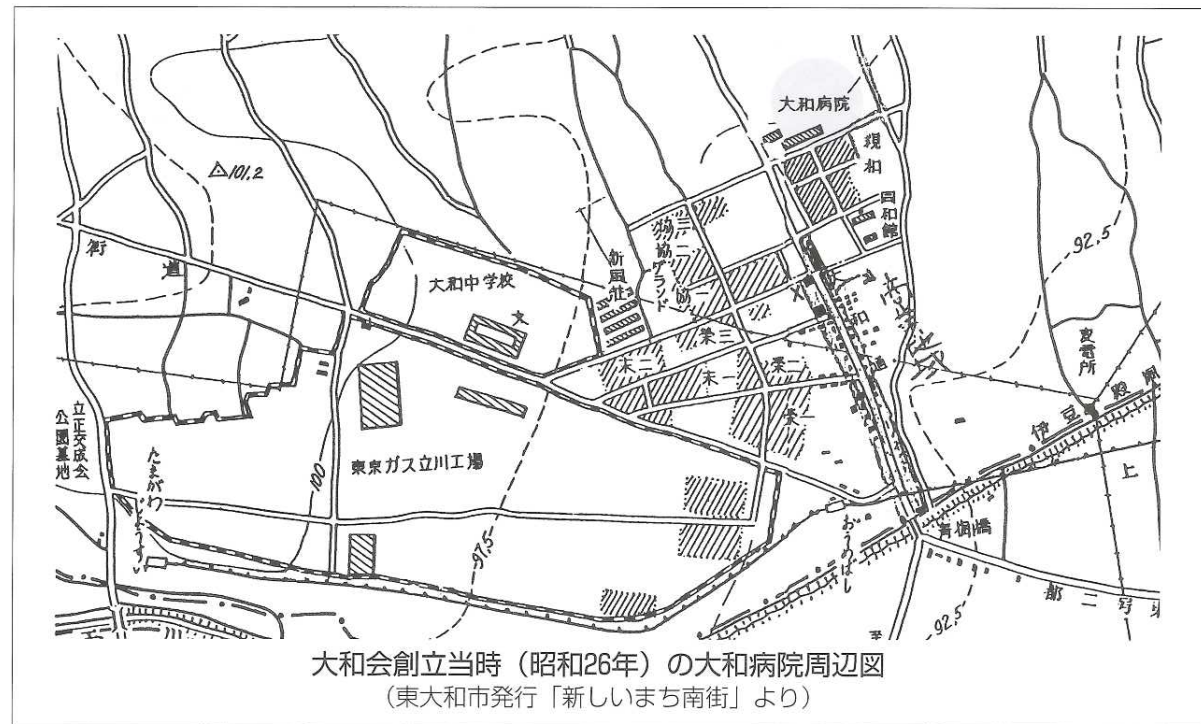 大和病院
親和
101.2
富和館
街道
大和中学校
新風荘
協協グランド
92.5
変電所
栄三
末二
末一
栄二
栄一
立正交成会
公園墓地
たまがわじょうすい
東京ガス立川工場
100
97.5
おうめばし
伊豆殿
上
青梅橋
92.5
大和会創立当時（昭和26年）の大和病院周辺図
（東大和市発行「新しいまち南街」より）